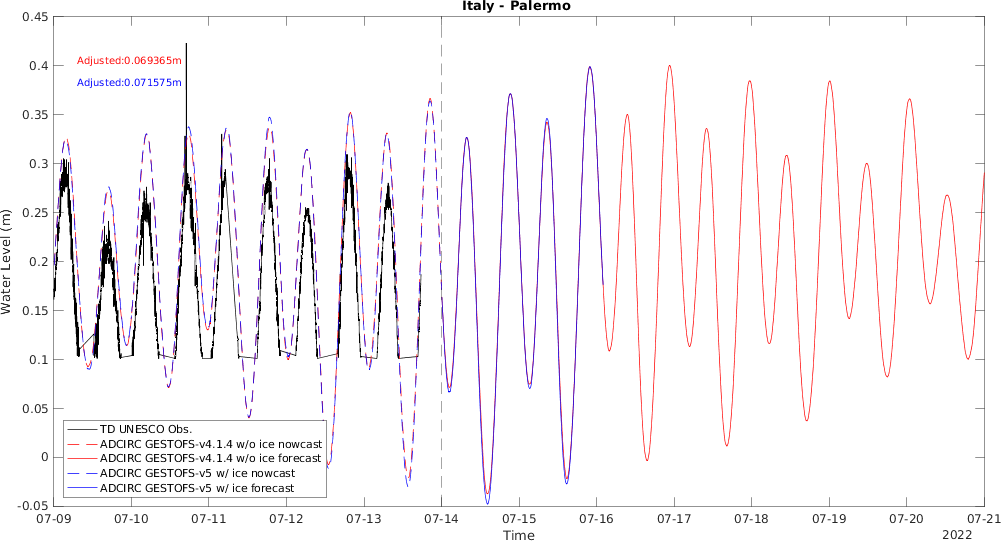 Italy - Palermo
0.45
0.4
0.35
0.3
0.25
0.2
0.15
0.1
0.05
0
-0.05
Water Level (m)
Adjusted:0.069365m
Adjusted:0.071575m
TD UNESCO Obs.
ADCIRC GESTOFS-v4.1.4 w/o ice nowcast
ADCIRC GESTOFS-v4.1.4 w/o ice forecast
ADCIRC GESTOFS-v5 w/ ice nowcast
ADCIRC GESTOFS-v5 w/ ice forecast
07-09 07-10 07-11 07-12 07-13 07-14 07-15 07-16 07-17 07-18 07-19 07-20 07-21
Time
2022